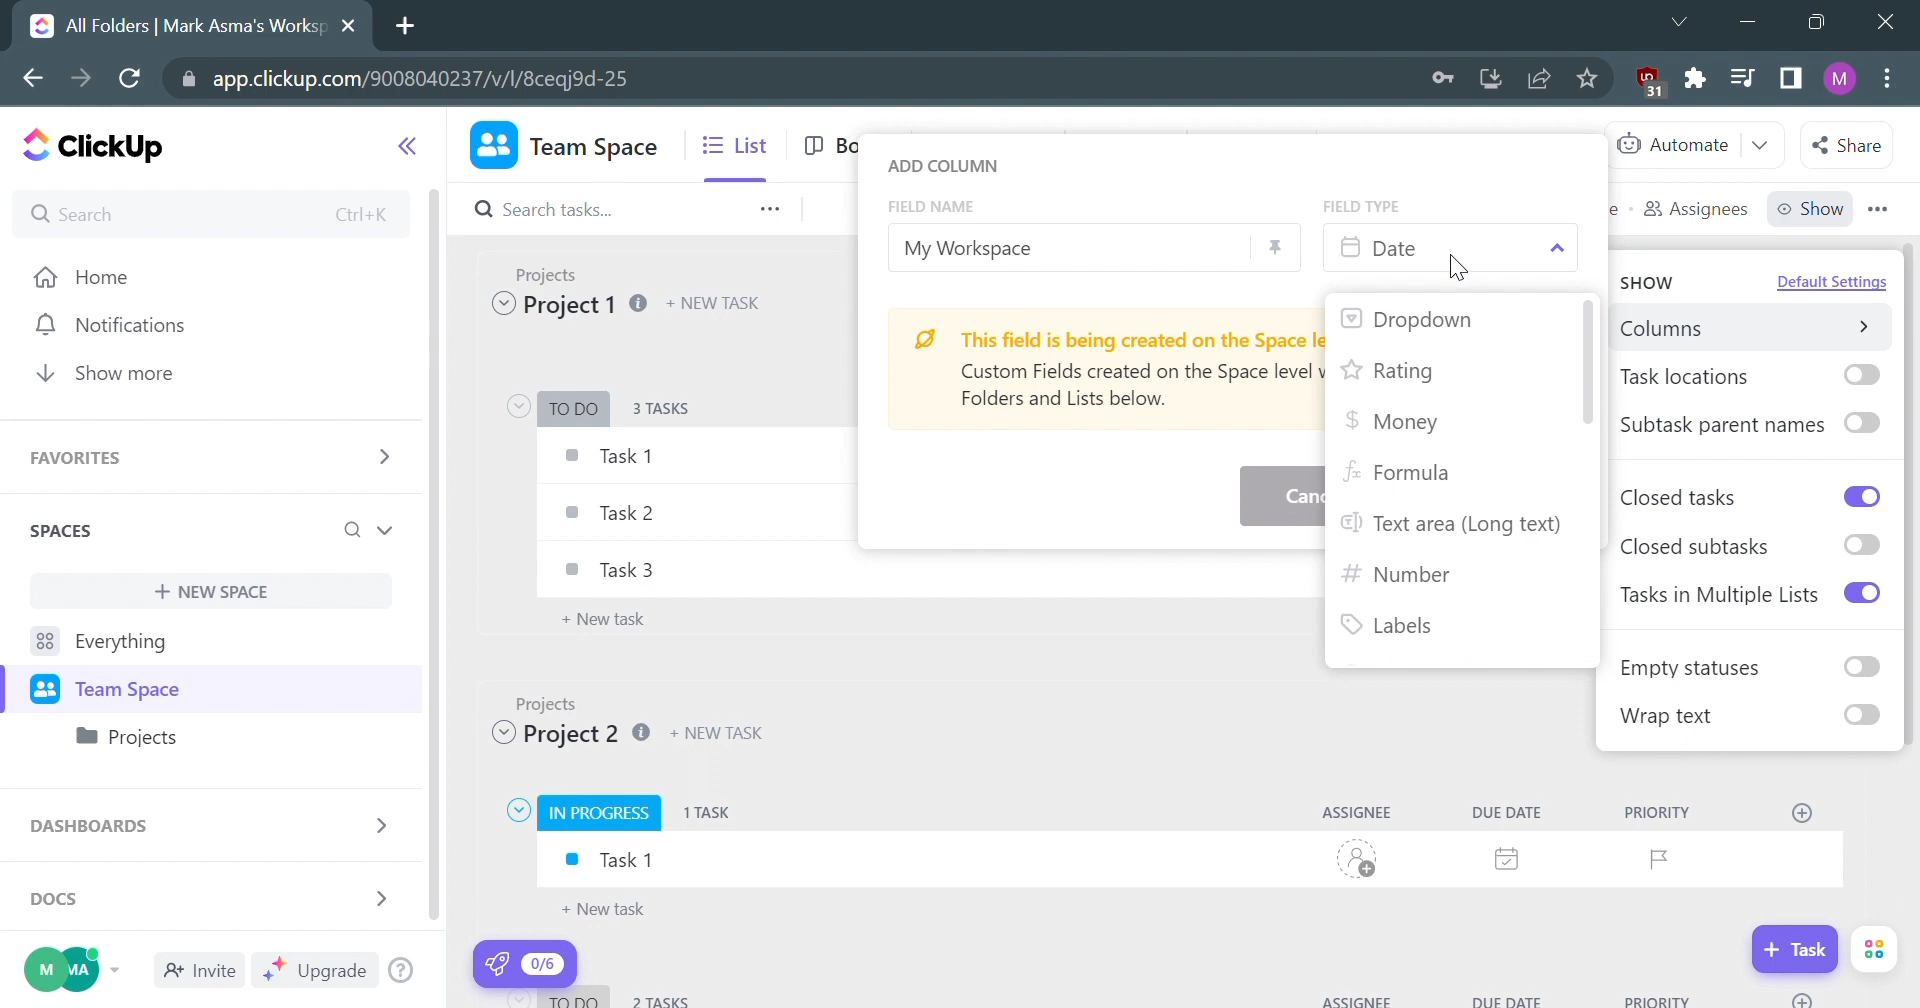 All Folders | Mark Asma's Worksp
app.clickup.com/9008040237/v/l/8ceqj9d-25
31
M
ClickUp
Team Space
List
Bo
Automate
Share
Search
Ctrl+K
Search tasks...
e
Assignees
Show
Home
Notifications
Show more
FAVORITES
SPACES
+ NEW SPACE
Everything
Team Space
Projects
DASHBOARDS
DOCS
M
MA
Invite
Upgrade
?
ADD COLUMN
FIELD NAME
FIELD TYPE
My Workspace
Date
This field is being created on the Space le
Custom Fields created on the Space level
Folders and Lists below.
Canc
Dropdown
Rating
Money
Formula
Text area (Long text)
Number
Labels
SHOW
Default Settings
Columns
Task locations
Subtask parent names
Closed tasks
Closed subtasks
Tasks in Multiple Lists
Empty statuses
Wrap text
Projects
Project 1
+ NEW TASK
TO DO
3 TASKS
Task 1
Task 2
Task 3
+ New task
Projects
Project 2
+ NEW TASK
IN PROGRESS
1 TASK
ASSIGNEE
DUE DATE
PRIORITY
Task 1
+ New task
0/6
+ Task
TO DO
2 TASKS
ASSIGNEE
DUE DATE
PRIORITY